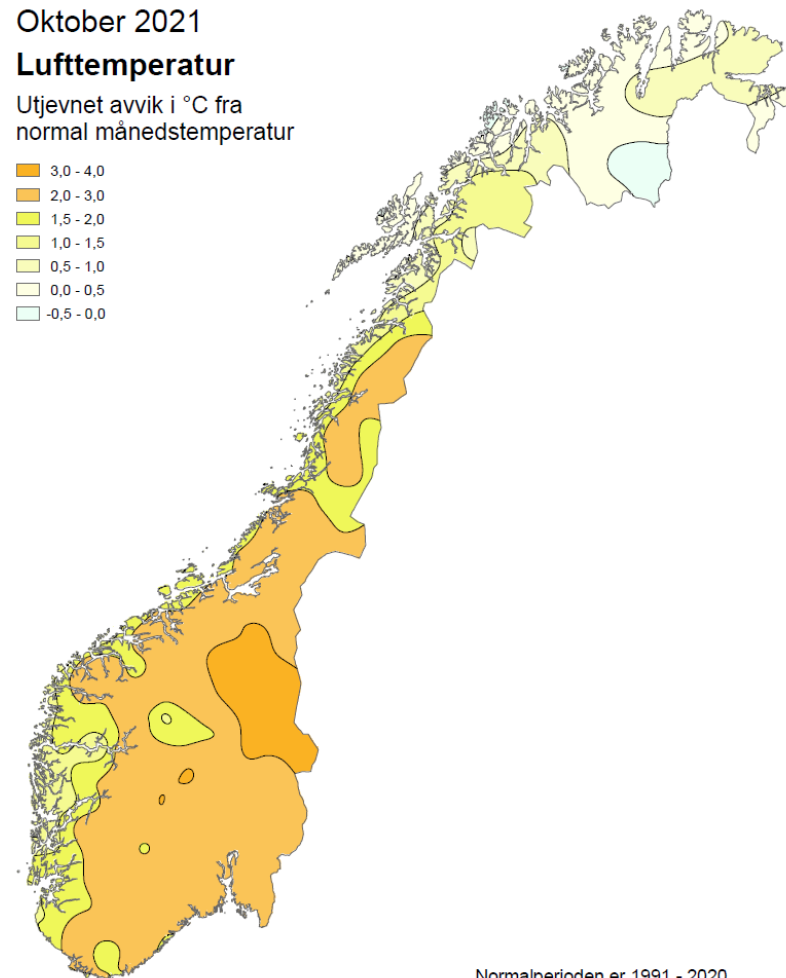 Oktober 2021
Lufttemperatur
Utjevnet avvik i °C fra
normal månedstemperatur
3,0 - 4,0
2,0 - 3,0
1,5 - 2,0
1,0 - 1,5
0,5 - 1,0
0,0 - 0,5
-0,5 - 0,0
Normalperioden er 1991 - 2020